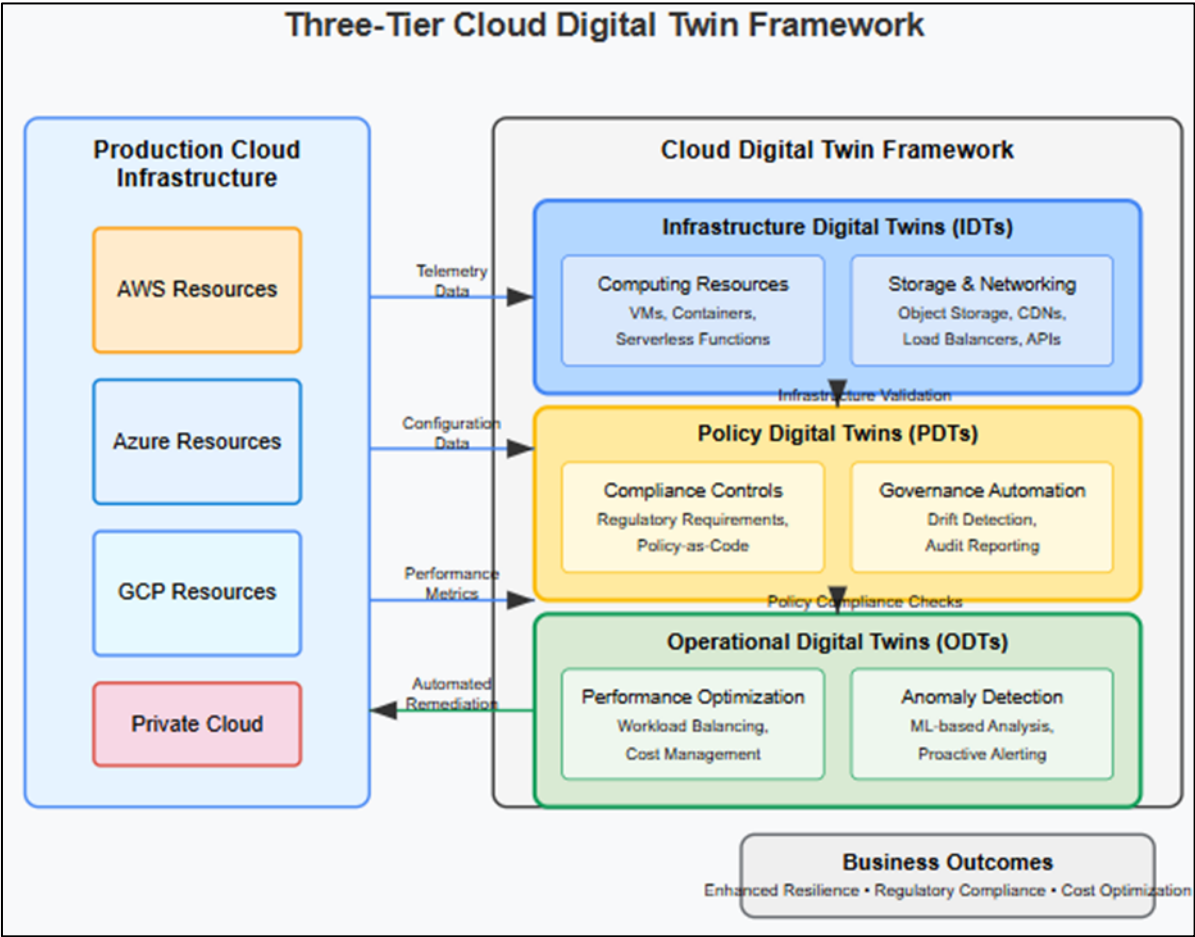 Three-Tier Cloud Digital Twin Framework
Production Cloud
Infrastructure
AWS Resources
Azure Resources
GCP Resources
Private Cloud
Telemetry
Data
Configuration
Data
Performance
Metrics
Automated
Remediation
Cloud Digital Twin Framework
Infrastructure Digital Twins (IDTs)
Computing Resources
VMs, Containers,
Serverless Functions
Storage & Networking
Object Storage, CDNs,
Load Balancers, APIs
Infrastructure Validation
Policy Digital Twins (PDTs)
Compliance Controls
Regulatory Requirements,
Policy-as-Code
Governance Automation
Drift Detection,
Audit Reporting
Policy Compliance Checks
Operational Digital Twins (ODTs)
Performance Optimization
Workload Balancing,
Cost Management
Anomaly Detection
ML-based Analysis,
Proactive Alerting
Business Outcomes
Enhanced Resilience • Regulatory Compliance • Cost Optimization